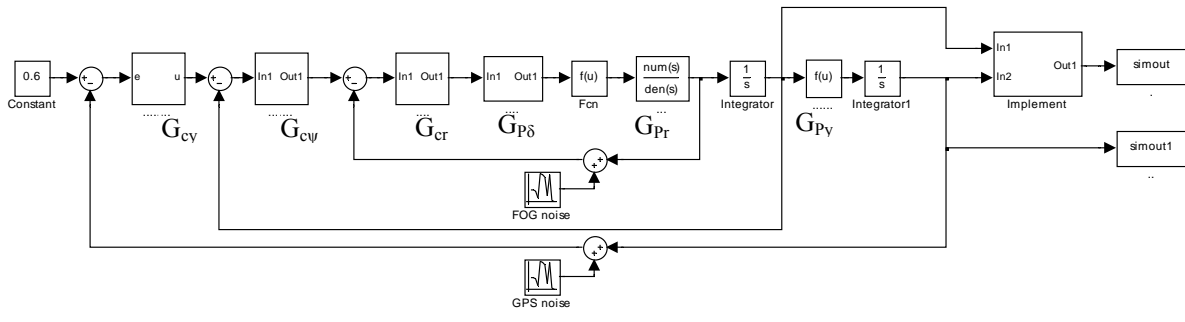 0.6
Constant
+
−
e
u
G_cy
+
−
In1
Out1
G_cψ
+
−
In1
Out1
G_cr
In1
Out1
G_Pδ
f(u)
Fcn
num(s)
den(s)
G_Pr
1
s
Integrator
f(u)
G_Py
1
s
Integrator1
In1
In2
Out1
Implement
simout
simout1
+
+
FOG noise
+
+
GPS noise